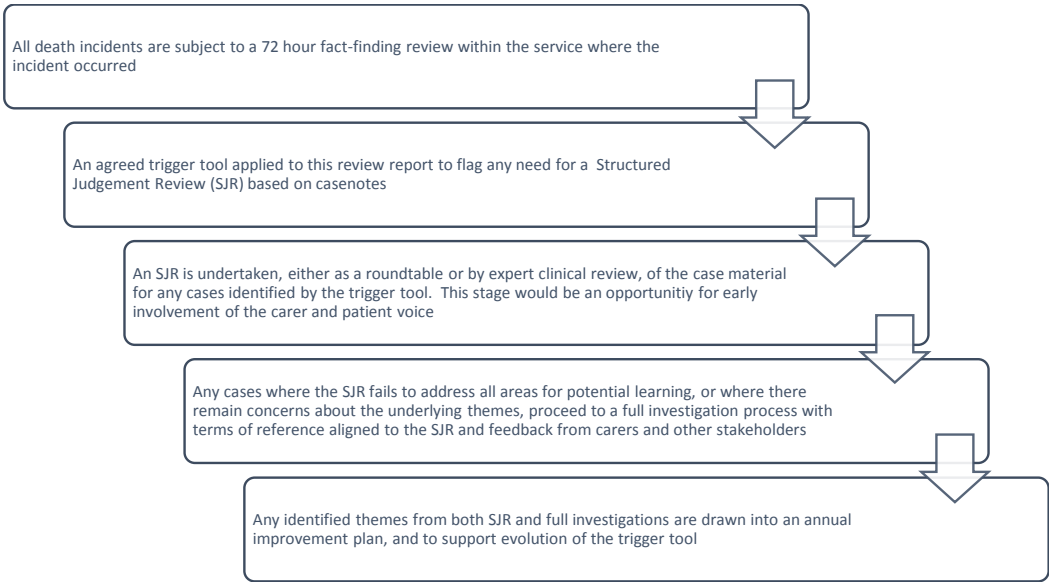 All death incidents are subject to a 72 hour fact-finding review within the service where the
incident occurred
An agreed trigger tool applied to this review report to flag any need for a  Structured
Judgement Review (SJR) based on casenotes
An SJR is undertaken, either as a roundtable or by expert clinical review, of the case material
for any cases identified by the trigger tool.  This stage would be an opportunitiy for early
involvement of the carer and patient voice
Any cases where the SJR fails to address all areas for potential learning, or where there
remain concerns about the underlying themes, proceed to a full investigation process with
terms of reference aligned to the SJR and feedback from carers and other stakeholders
Any identified themes from both SJR and full investigations are drawn into an annual
improvement plan, and to support evolution of the trigger tool